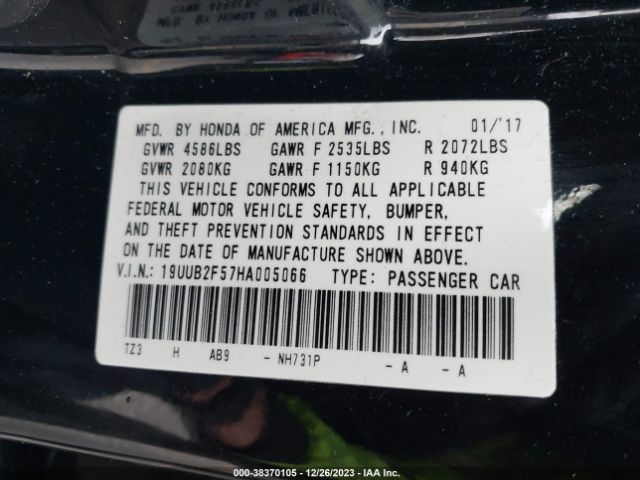 MFD. BY HONDA OF AMERICA MFG., INC. 01/'17
GVWR 4586LBS GAWR F 2535LBS R 2072LBS
GVWR 2080KG GAWR F 1150KG R 940KG
THIS VEHICLE CONFORMS TO ALL APPLICABLE
FEDERAL MOTOR VEHICLE SAFETY, BUMPER,
AND THEFT PREVENTION STANDARDS IN EFFECT
ON THE DATE OF MANUFACTURE SHOWN ABOVE.
V.I.N.: 19UUB2F57HA005066 TYPE: PASSENGER CAR
TZ3 H AB9 - NH731P - A - A
000-38370105 - 12/26/2023 - IAA Inc.